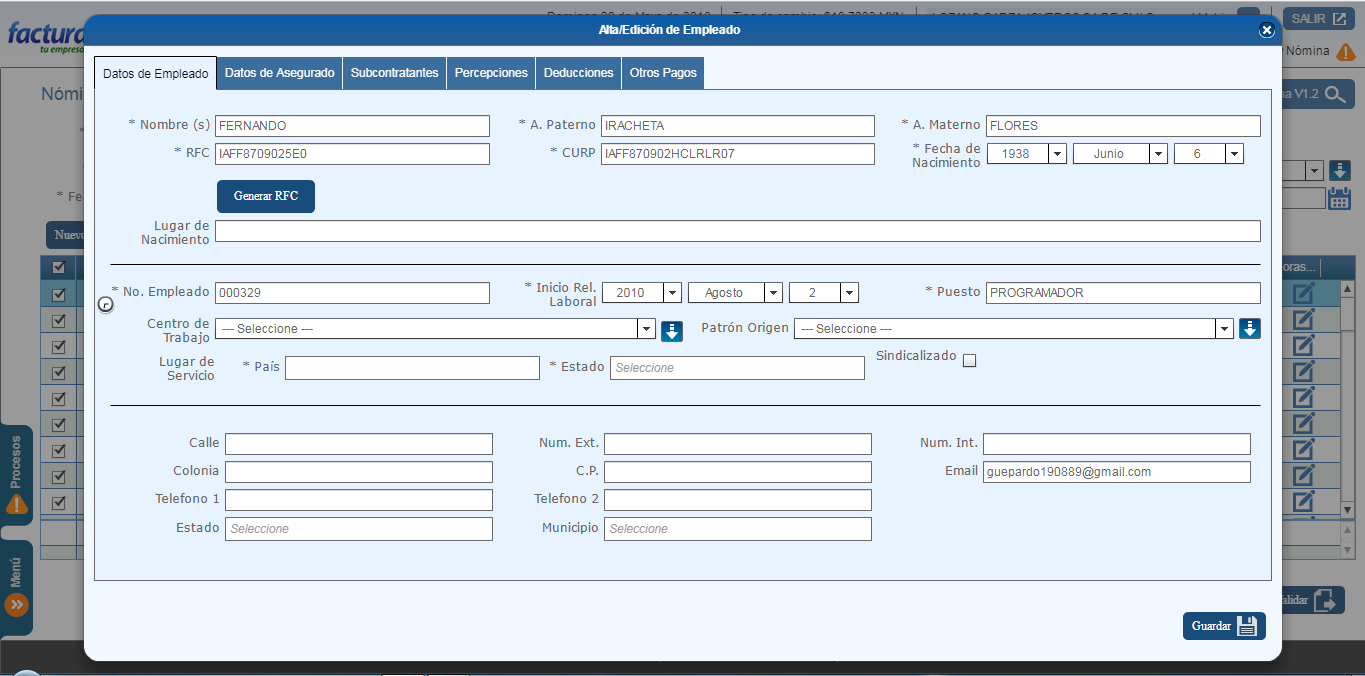 factura
tu empresa
SALIR
Nómina
Alta/Edición de Empleado
Datos de Empleado Datos de Asegurado Subcontratantes Percepciones Deducciones Otros Pagos
Nómi
na V1.2
* Nombre (s) FERNANDO * A. Paterno IRACHETA * A. Materno FLORES
* RFC IAFF8709025E0 * CURP IAFF870902HCLRLR07 * Fecha de Nacimiento 1938 Junio 6
Generar RFC
* Fe
Lugar de Nacimiento
Nuevo
oras...
* No. Empleado 000329 * Inicio Rel. Laboral 2010 Agosto 2 * Puesto PROGRAMADOR
Centro de Trabajo --- Seleccione --- Patrón Origen --- Seleccione ---
Lugar de Servicio * País * Estado Seleccione Sindicalizado
Calle Num. Ext. Num. Int.
Colonia C.P. Email guepardo190889@gmail.com
Telefono 1 Telefono 2
Estado Seleccione Municipio Seleccione
Procesos
Menú
alidar
Guardar